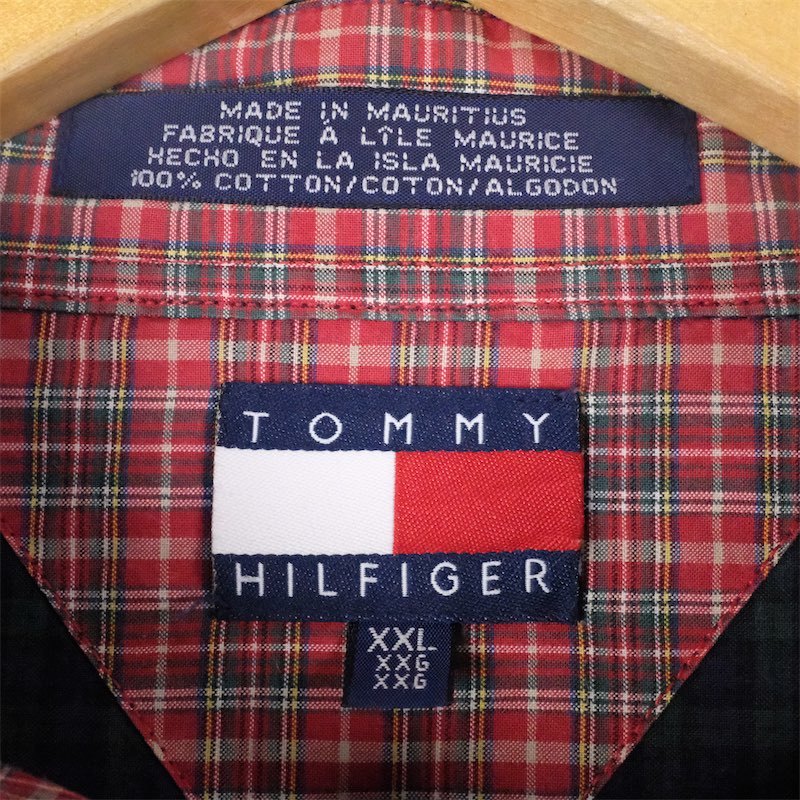 MADE IN MAURITIUS
FABRIQUE À L'ÎLE MAURICE
HECHO EN LA ISLA MAURICIE
100% COTTON/COTON/ALGODON
TOMMY
HILFIGER
XXL
XXG
XXG